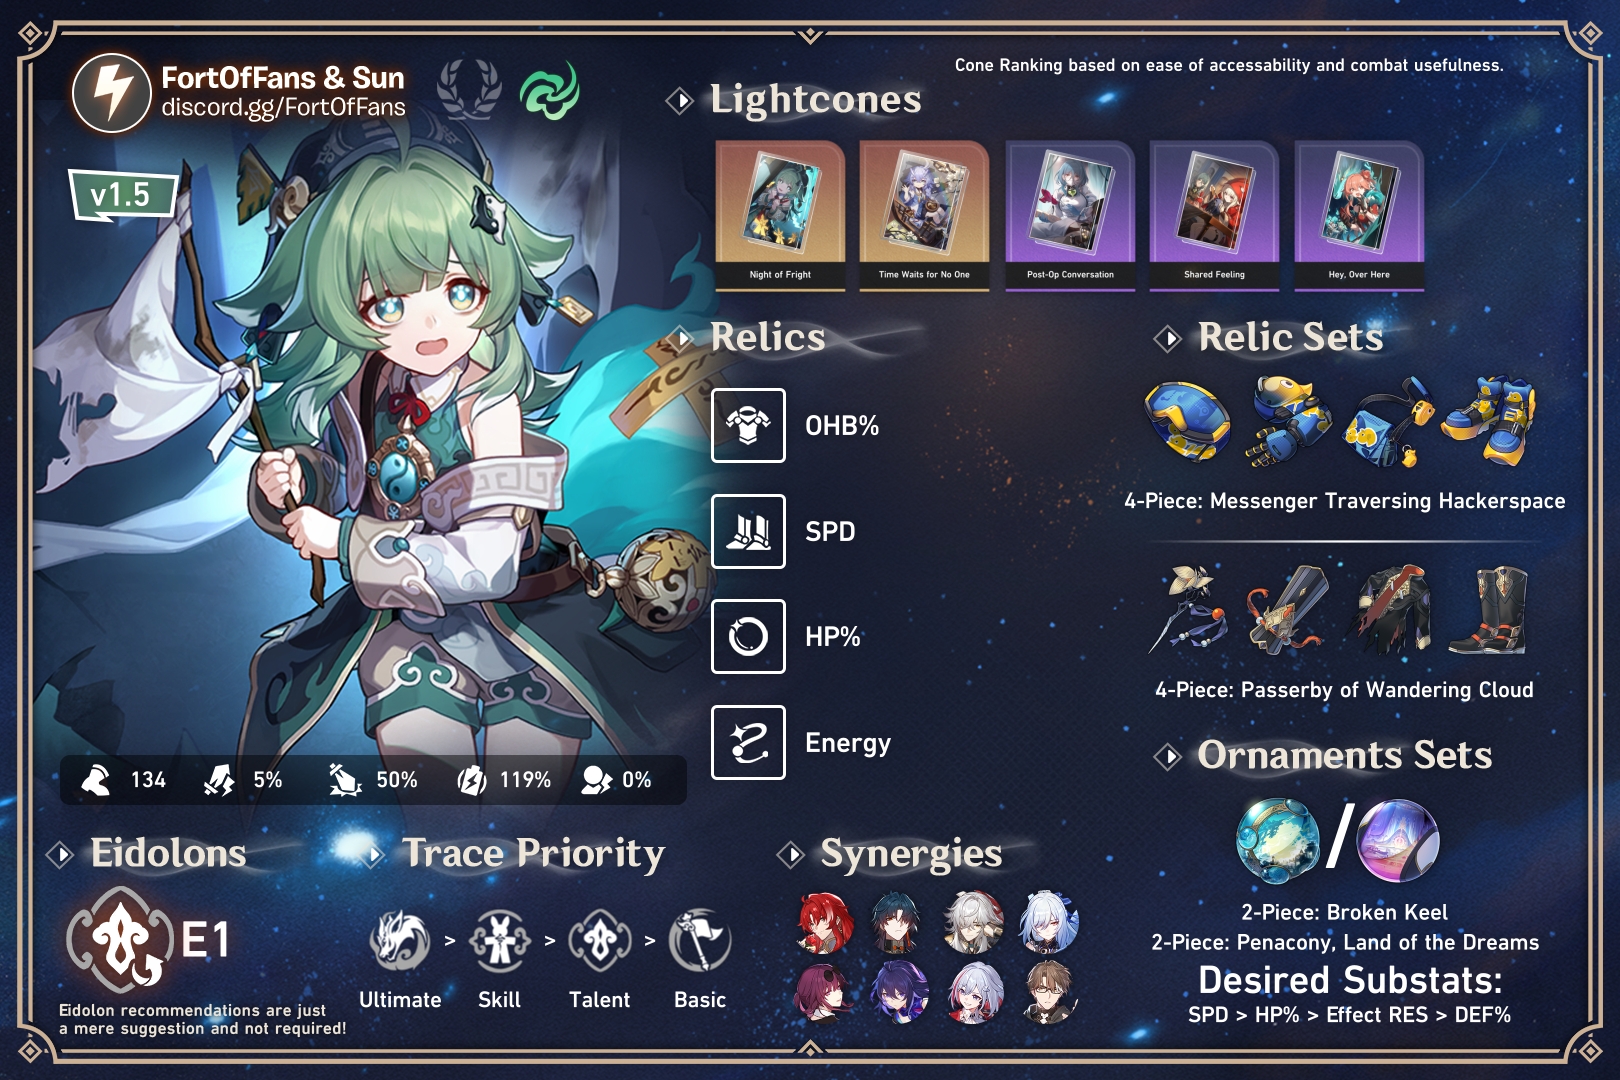 FortOfFans & Sun
discord.gg/FortOfFans
v1.5
Cone Ranking based on ease of accessability and combat usefulness.
Lightcones
Night of Fright
Time Waits for No One
Post-Op Conversation
Shared Feeling
Hey, Over Here
Relics
OHB%
SPD
HP%
Energy
Relic Sets
4-Piece: Messenger Traversing Hackerspace
4-Piece: Passerby of Wandering Cloud
Ornaments Sets
/
2-Piece: Broken Keel
2-Piece: Penacony, Land of the Dreams
Desired Substats:
SPD > HP% > Effect RES > DEF%
134
5%
50%
119%
0%
Eidolons
E1
Eidolon recommendations are just
a mere suggestion and not required!
Trace Priority
> > >
Ultimate
Skill
Talent
Basic
Synergies